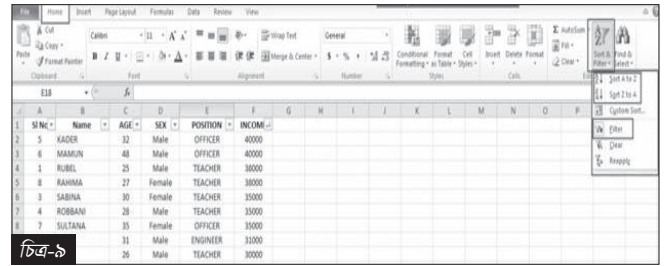 File Home Insert Page Layout Formulas Data Review View
Cut
Copy
Format Painter
Paste
Clipboard
Calibri 11
B I U
Font
Wrap Text
Merge & Center
Alignment
General
$ % ,
Number
Conditional Formatting as Table Format Cell Styles
Styles
Insert Delete Format
Cells
AutoSum
Fill
Clear
Sort & Filter Find & Select
Sort A to Z
Sort Z to A
Custom Sort...
Filter
Clear
Reapply
E18 fx
A B C D E F G H I J K L M N O P
1 Sl No Name AGE SEX POSITION INCOM
2 5 KADER 32 Male OFFICER 40000
3 6 MAMUN 48 Male OFFICER 40000
4 1 RUBEL 25 Male TEACHER 38000
5 8 RAHIMA 27 Female TEACHER 38000
6 3 SABINA 30 Female TEACHER 35000
7 4 ROBBANI 28 Male TEACHER 35000
8 7 SULTANA 35 Female OFFICER 35000
31 Male ENGINEER 31000
26 Male TEACHER 30000
চিত্র-৯